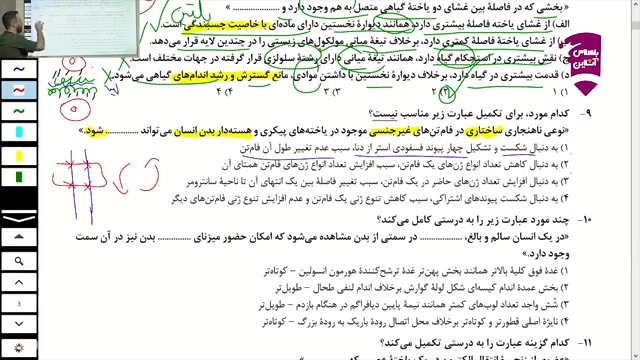 بخشی که در فاصلهٔ بین غشای دو یاختهٔ گیاهی متصل به هم وجود دارد و ..................
الف) از غشای یاخته فاصلهٔ بیشتری دارد، همانند دیوارهٔ نخستین دارای ماده‌ای با خاصیت چسبندگی است.
ب) از غشای یاختهٔ فاصلهٔ کمتری دارد، برخلاف تیغهٔ میانی مولکول‌های زیستی را در چندین لایه قرار می‌دهد.
ج) نقش بیشتری در استحکام گیاه دارد، همانند تیغهٔ میانی دارای رشتهٔ سلولزی قرار گرفته در جهات مختلف است.
د) قدمت بیشتری در گیاه دارد، برخلاف دیوارهٔ نخستین با داشتن موادی، مانع گسترش و رشد اندام‌های گیاهی می‌شود.
۱) ۱ ۲) ۲ ۳) ۳ ۴) ۴
۹- کدام مورد، برای تکمیل عبارت زیر مناسب نیست؟
«نوعی ناهنجاری ساختاری در فام‌تن‌های غیرجنسی موجود در یاخته‌های پیکری و هسته‌دار بدن انسان می‌تواند .................. شود.»
۱) به دنبال شکست و تشکیل چهار پیوند فسفودی استر از دنا، سبب عدم تغییر طول آن فام‌تن
۲) به دنبال کاهش تعداد انواع ژن‌های یک فام‌تن، سبب افزایش تعداد انواع ژن‌های فام‌تن همتای آن
۳) به دنبال افزایش تعداد ژن‌های حاضر در یک فام‌تن، سبب تغییر فاصلهٔ بین یک انتهای آن تا ناحیهٔ سانترومر
۴) به دنبال شکست پیوندهای اشتراکی، سبب کاهش تنوع ژنی یک فام‌تن و عدم افزایش تنوع ژنی فام‌تن‌های دیگر
۱۰- چند مورد عبارت زیر را به درستی کامل می‌کند؟
«در یک انسان سالم و بالغ، .................. در سمتی از بدن مشاهده می‌شود که امکان حضور میزنای .................. بدن نیز در آن سمت
وجود دارد.»
۱) غدهٔ فوق کلیهٔ بالاتر همانند بخش پهن‌تر غدهٔ ترشح‌کنندهٔ هورمون انسولین – کوتاه‌تر
۲) بخش عمدهٔ اندام کیسه‌ای شکل لولهٔ گوارش برخلاف اندام لنفی طحال – طویل‌تر
۳) شش واجد تعداد لوب‌های کمتر همانند نیمهٔ پایین دیافراگم در هنگام بازدم – طویل‌تر
۴) نایژهٔ اصلی قطورتر و کوتاه‌تر برخلاف محل اتصال رودهٔ باریک به رودهٔ بزرگ – کوتاه‌تر
۱۱- کدام گزینه عبارت را به درستی تکمیل می‌کند؟